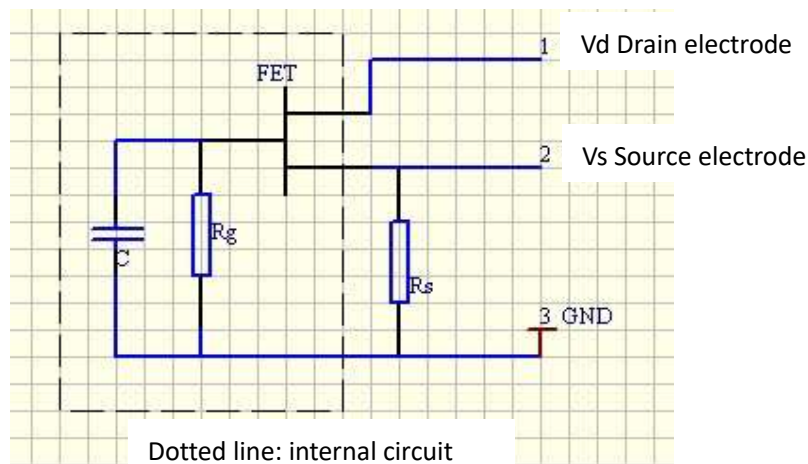 1 Vd Drain electrode
FET
2 Vs Source electrode
Rg
C
Rs
3 GND
Dotted line: internal circuit